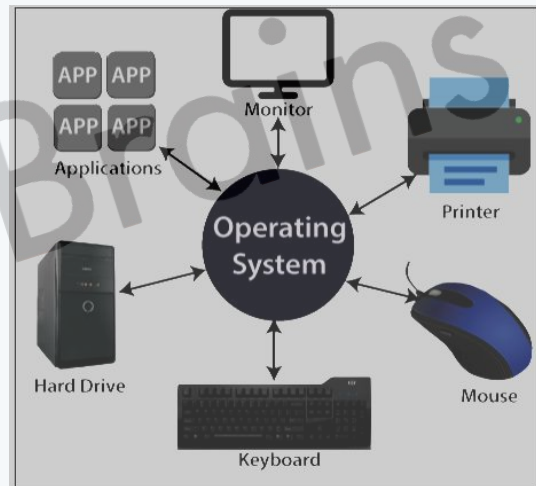 APP APP
APP APP
Applications
Monitor
Printer
Operating
System
Hard Drive
Mouse
Keyboard
Brains